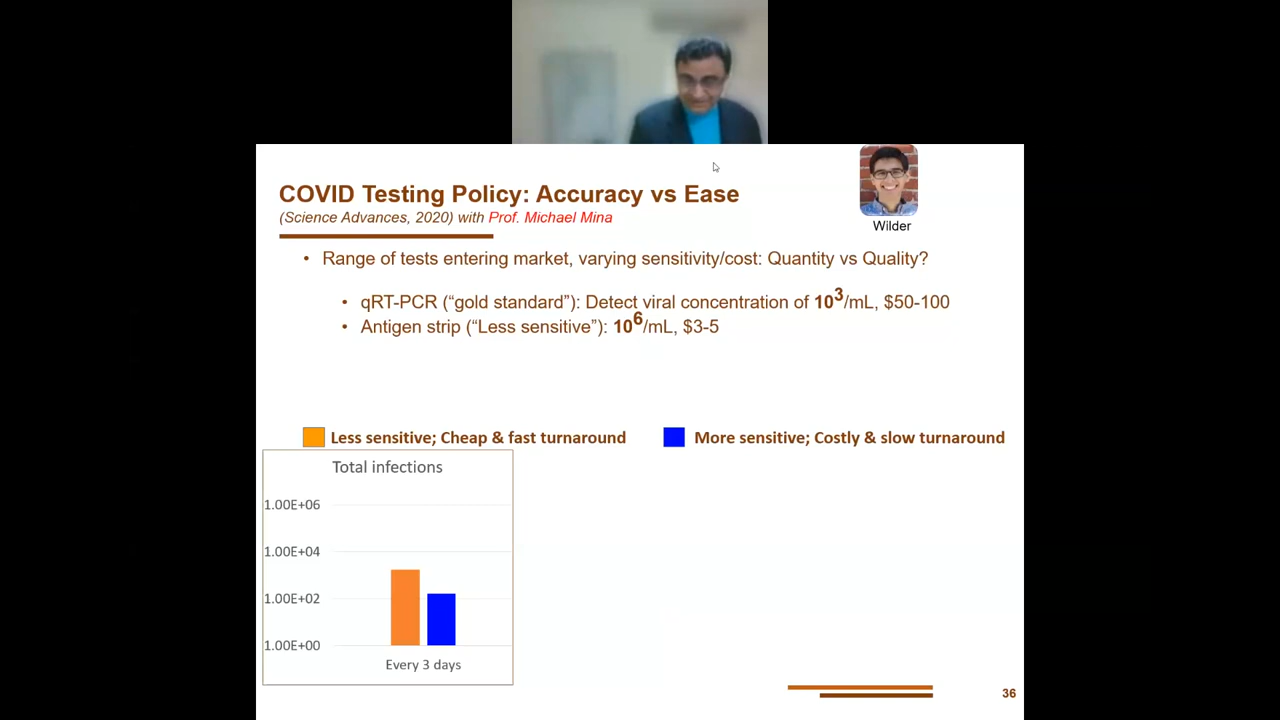 Wilder
COVID Testing Policy: Accuracy vs Ease
(Science Advances, 2020) with Prof. Michael Mina
• Range of tests entering market, varying sensitivity/cost: Quantity vs Quality?
• qRT-PCR (“gold standard”): Detect viral concentration of 10³/mL, $50-100
• Antigen strip (“Less sensitive”): 10⁶/mL, $3-5
Less sensitive; Cheap & fast turnaround
More sensitive; Costly & slow turnaround
Total infections
1.00E+06
1.00E+04
1.00E+02
1.00E+00
Every 3 days
36